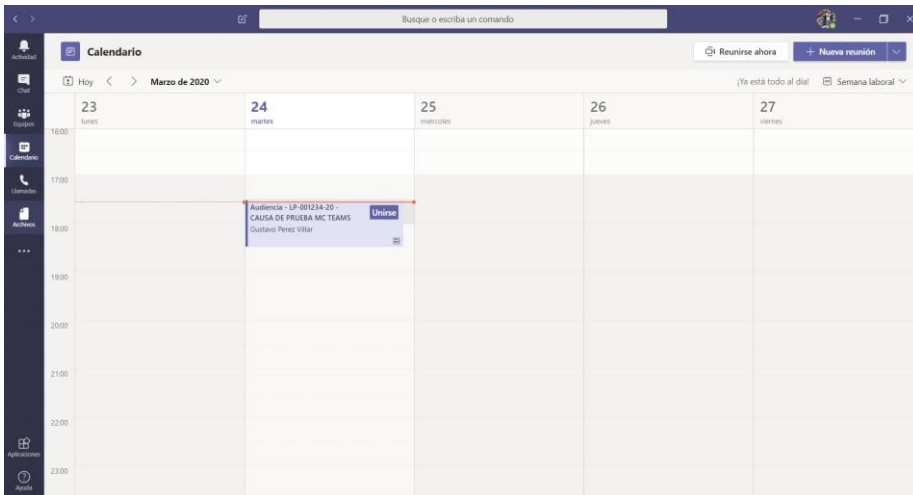 Busque o escriba un comando
Actividad
Chat
Equipos
Calendario
Llamadas
Archivos
Aplicaciones
Ayuda
Calendario
Reunirse ahora
+ Nueva reunión
Hoy
Marzo de 2020
¡Ya está todo al día!
Semana laboral
23
lunes
24
martes
25
miércoles
26
jueves
27
viernes
16:00
17:00
Audiencia - LP-001234-20 -
CAUSA DE PRUEBA MC TEAMS
Gustavo Perez Villar
Unirse
18:00
19:00
20:00
21:00
22:00
23:00